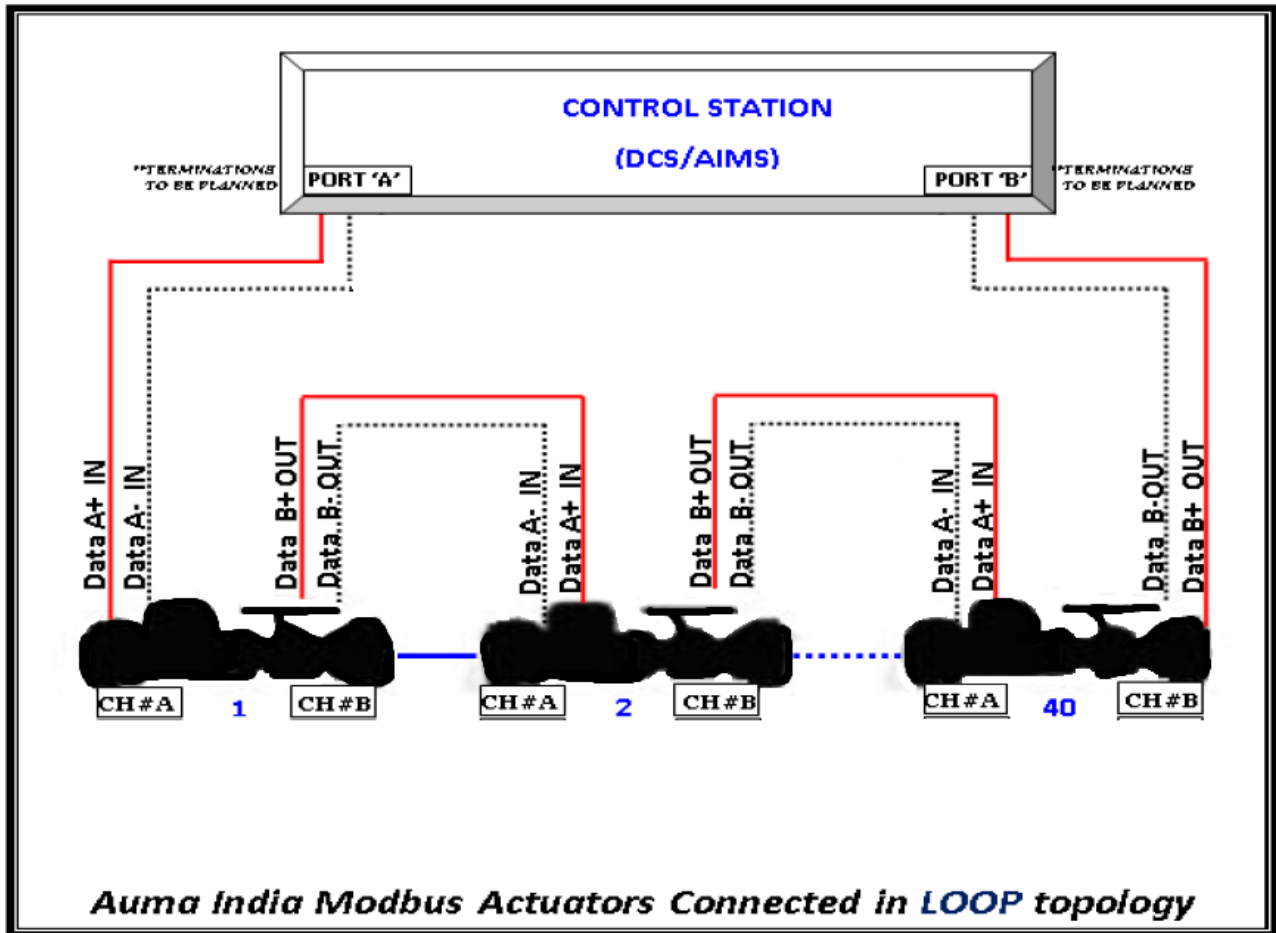 CONTROL STATION
(DCS/AIMS)
"TERMINATIONS
TO BE PLANNED
PORT 'A'
PORT 'B'
"TERMINATIONS
TO BE PLANNED
Data A+ IN
Data A- IN
Data B+ OUT
Data B- OUT
Data A- IN
Data A+ IN
Data B+ OUT
Data B- OUT
Data A- IN
Data A+ IN
Data B-OUT
Data B+ OUT
CH #A
1
CH#B
CH #A
2
CH#B
CH #A
40
CH#B
Auma India Modbus Actuators Connected in LOOP topology